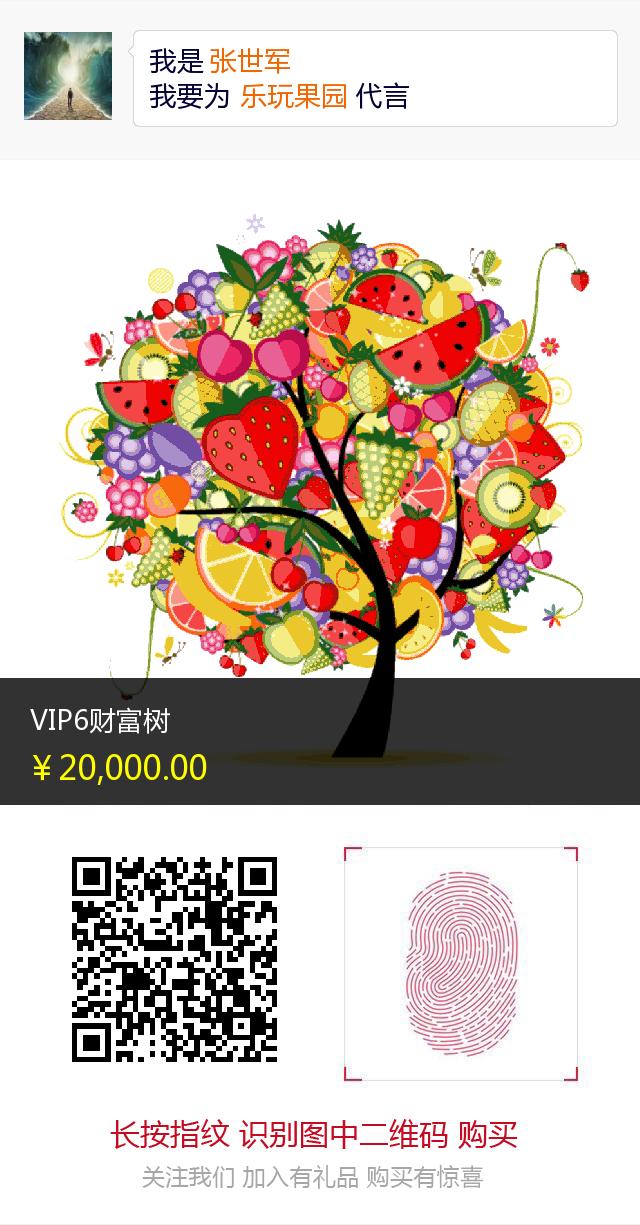 我是 张世军
我要为 乐玩果园 代言
VIP6财富树
￥20,000.00
长按指纹 识别图中二维码 购买
关注我们 加入有礼品 购买有惊喜